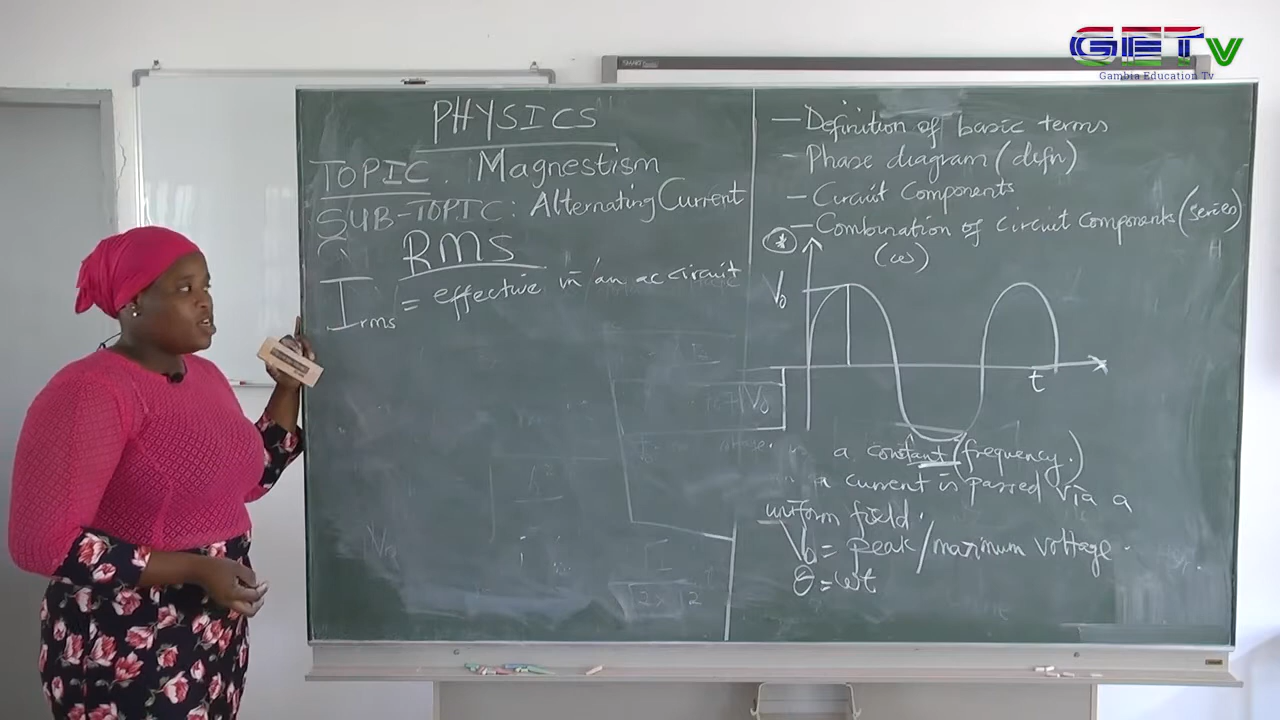 GETv
Gambia Education Tv
PHYSICS
TOPIC. Magnestism
SUB-TOPIC: Alternating Current
RMS
Irms = effective in an ac circuit
— Definition of basic terms
- Phase diagram (defn)
— Circuit Components
— Combination of circuit components (series)
(ω)
*
V₀
t
V₀
a constant (frequency.)
a current is passed via a
uniform field.
V₀ = peak/maximum voltage.
θ = ωt